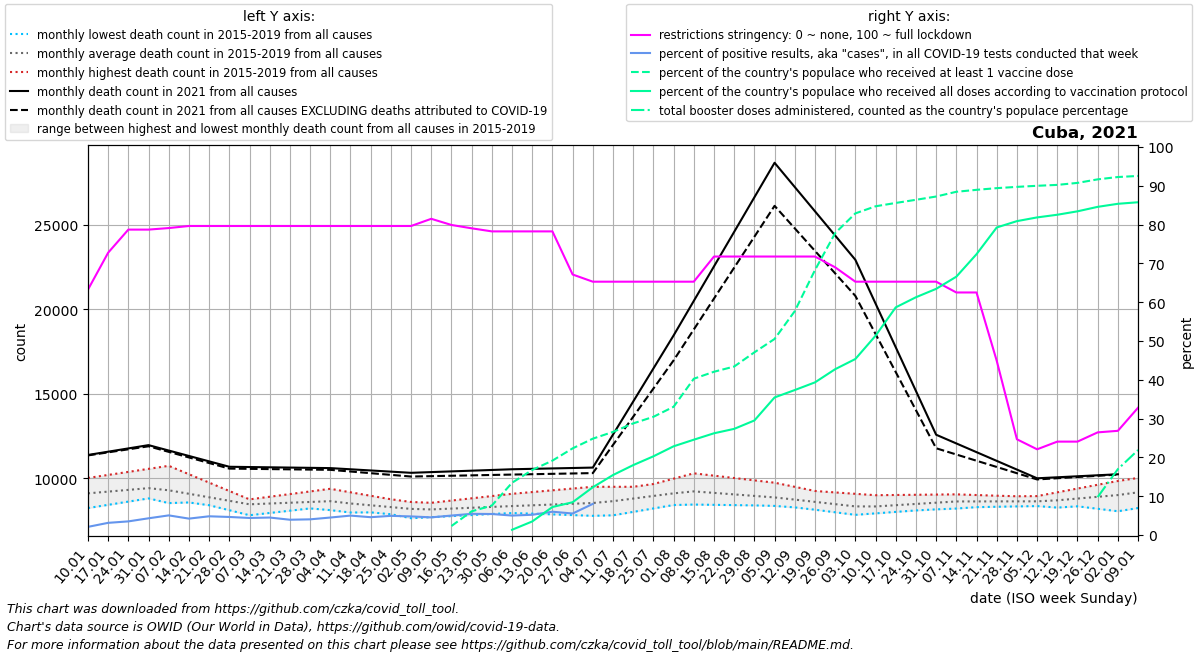 left Y axis:
monthly lowest death count in 2015-2019 from all causes
monthly average death count in 2015-2019 from all causes
monthly highest death count in 2015-2019 from all causes
monthly death count in 2021 from all causes
monthly death count in 2021 from all causes EXCLUDING deaths attributed to COVID-19
range between highest and lowest monthly death count from all causes in 2015-2019
right Y axis:
restrictions stringency: 0 ~ none, 100 ~ full lockdown
percent of positive results, aka "cases", in all COVID-19 tests conducted that week
percent of the country's populace who received at least 1 vaccine dose
percent of the country's populace who received all doses according to vaccination protocol
total booster doses administered, counted as the country's populace percentage
Cuba, 2021
count
25000
20000
15000
10000
percent
100
90
80
70
60
50
40
30
20
10
0
10.01 17.01 24.01 31.01 07.02 14.02 21.02 28.02 07.03 14.03 21.03 28.03 04.04 11.04 18.04 25.04 02.05 09.05 16.05 23.05 30.05 06.06 13.06 20.06 27.06 04.07 11.07 18.07 25.07 01.08 08.08 15.08 22.08 29.08 05.09 12.09 19.09 26.09 03.10 10.10 17.10 24.10 31.10 07.11 14.11 21.11 28.11 05.12 12.12 19.12 26.12 02.01 09.01
date (ISO week Sunday)
This chart was downloaded from https://github.com/czka/covid_toll_tool.
Chart's data source is OWID (Our World in Data), https://github.com/owid/covid-19-data.
For more information about the data presented on this chart please see https://github.com/czka/covid_toll_tool/blob/main/README.md.